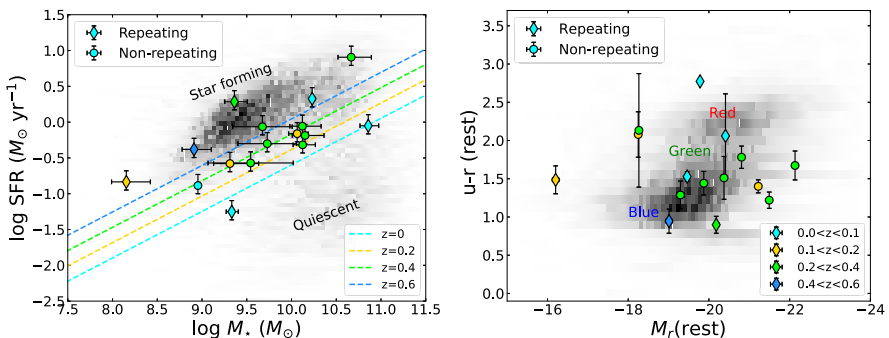 Repeating
Non-repeating
Star forming
Quiescent
z=0
z=0.2
z=0.4
z=0.6
log SFR (M⊙ yr⁻¹)
1.5
1.0
0.5
0.0
−0.5
−1.0
−1.5
−2.0
−2.5
7.5 8.0 8.5 9.0 9.5 10.0 10.5 11.0 11.5
log M⋆ (M⊙)
Repeating
Non-repeating
Red
Green
Blue
0.0<z<0.1
0.1<z<0.2
0.2<z<0.4
0.4<z<0.6
u-r (rest)
3.5
3.0
2.5
2.0
1.5
1.0
0.5
0.0
−16 −18 −20 −22 −24
Mr(rest)